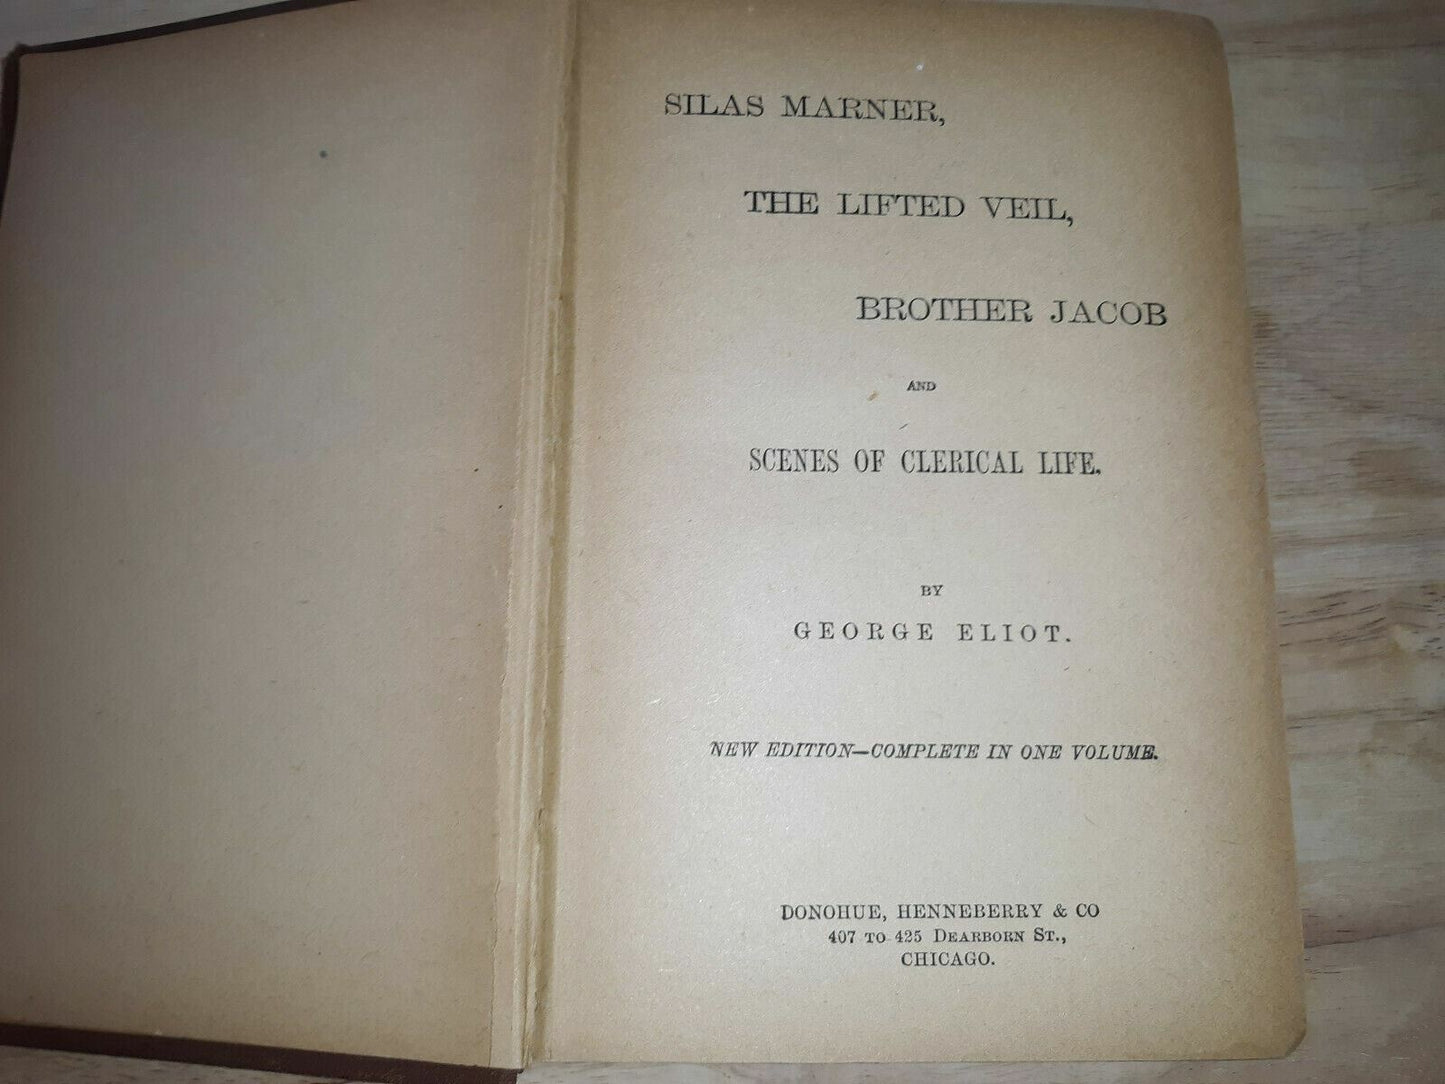 SILAS MARNER,
THE LIFTED VEIL,
BROTHER JACOB
AND
SCENES OF CLERICAL LIFE.
BY
GEORGE ELIOT.
NEW EDITION—COMPLETE IN ONE VOLUME.
DONOHUE, HENNEBERRY & CO
407 TO 425 DEARBORN ST.,
CHICAGO.